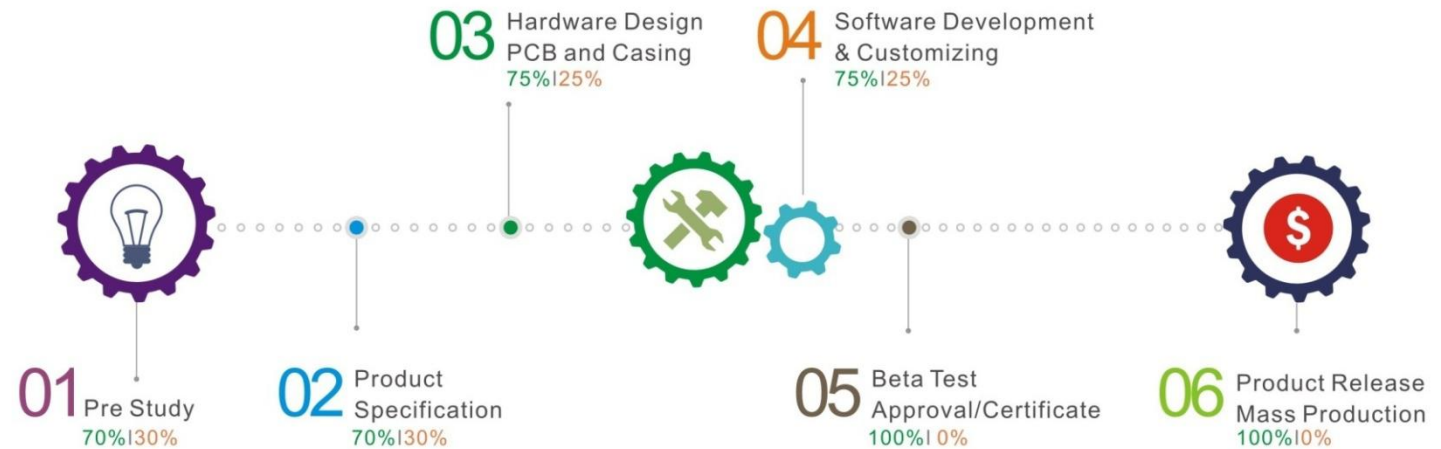 03 Hardware Design
PCB and Casing
75%|25%
04 Software Development
& Customizing
75%|25%
$
01 Pre Study
70%|30%
02 Product
Specification
70%|30%
05 Beta Test
Approval/Certificate
100%| 0%
06 Product Release
Mass Production
100%|0%